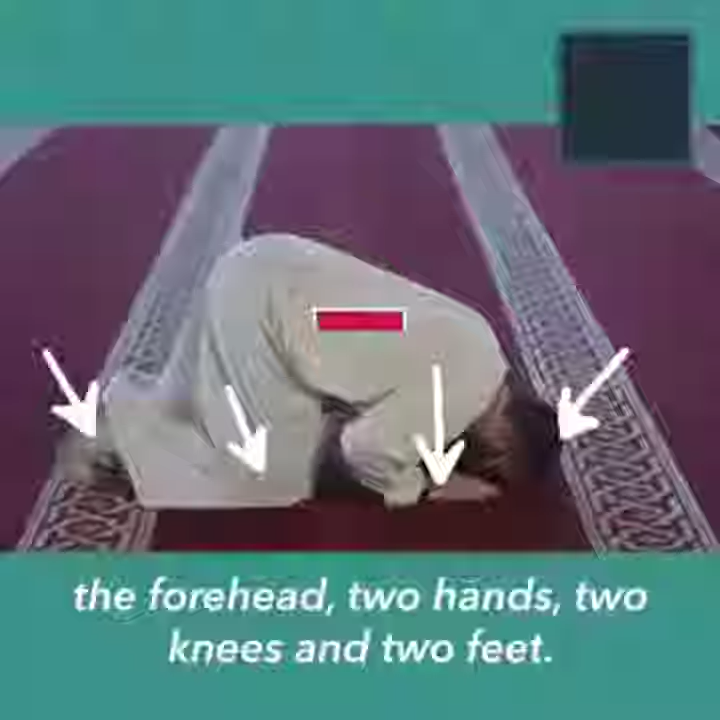 the forehead, two hands, two
knees and two feet.